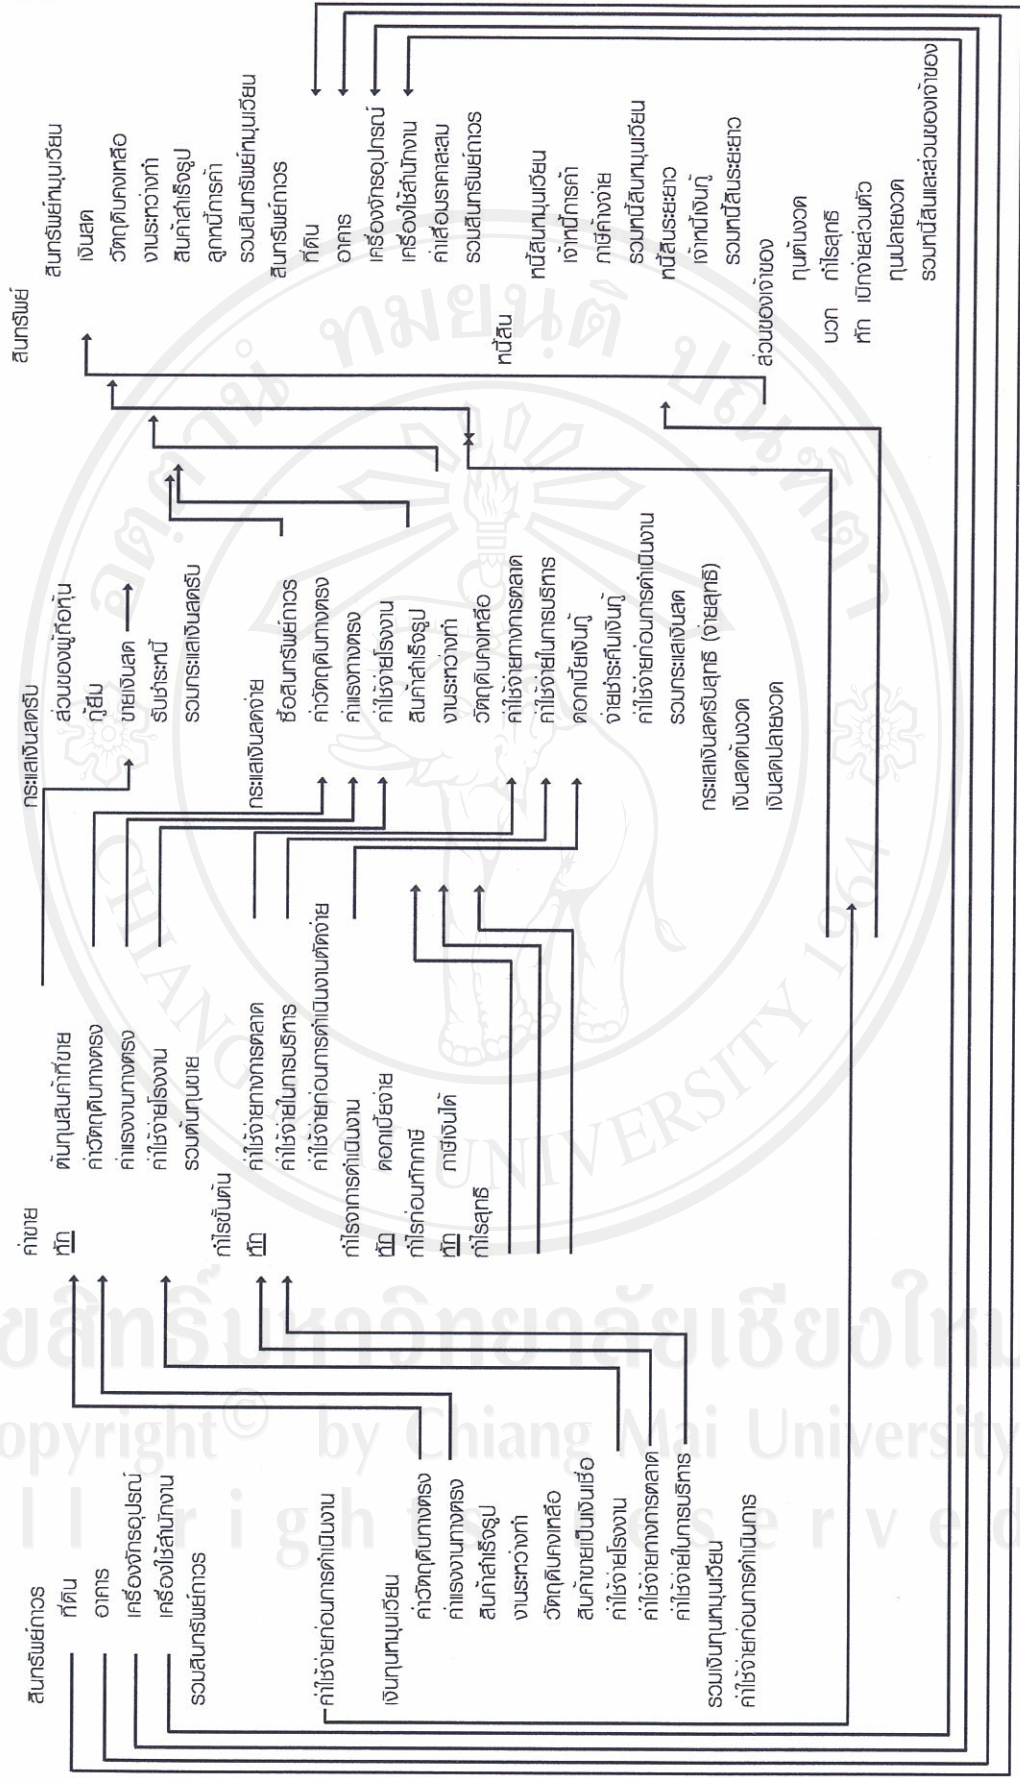 สินทรัพย์ถาวร
ที่ดิน
อาคาร
เครื่องจักรอุปรณ์
เครื่องใช้สำนักงาน
รวมสินทรัพย์ถาวร
ค่าใช้จ่ายก่อนการดำเนินงาน
เงินทุนหมุนเวียน
ค่าวัตถุดิบทางตรง
ค่าแรงงานทางตรง
สินค้าสำเร็จรูป
งานระหว่างทำ
วัตถุดิบคงเหลือ
สินค้าขายเป็นเงินเชื่อ
ค่าใช้จ่ายโรงงาน
ค่าใช้จ่ายทางการตลาด
ค่าใช้จ่ายในการบริหาร
รวมเงินทุนหมุนเวียน
ค่าใช้จ่ายก่อนการดำเนินการ
ค่าขาย
หัก ต้นทุนสินค้าที่ขาย
ค่าวัตถุดิบทางตรง
ค่าแรงงานทางตรง
ค่าใช้จ่ายโรงงาน
รวมต้นทุนขาย
กำไรขั้นต้น
หัก ค่าใช้จ่ายทางการตลาด
ค่าใช้จ่ายในการบริหาร
ค่าใช้จ่ายก่อนการดำเนินงานตัดจ่าย
กำไรจาการดำเนินงาน
หัก ดอกเบี้ยจ่าย
กำไรก่อนหักภาษี
หัก ภาษีเงินได้
กำไรสุทธิ
กระแสเงินสดรับ
ส่วนของผู้ถือหุ้น
กู้ยืม
ขายเงินสด
รับชำระหนี้
รวมกระแสเงินสดรับ
กระแสเงินสดจ่าย
ซื้อสินทรัพย์ถาวร
ค่าวัตถุดิบทางตรง
ค่าแรงทางตรง
ค่าใช้จ่ายโรงงาน
สินค้าสำเร็จรูป
งานระหว่างทำ
วัตถุดิบคงเหลือ
ค่าใช้จ่ายทางการตลาด
ค่าใช้จ่ายในการบริหาร
ดอกเบี้ยเงินกู้
จ่ายชำระคืนเงินกู้
ค่าใช้จ่ายก่อนการดำเนินงาน
รวมกระแสเงินสด
กระแสเงินสดรับสุทธิ (จ่ายสุทธิ)
เงินสดต้นงวด
เงินสดปลายงวด
สินทรัพย์
สินทรัพย์หมุนเวียน
เงินสด
วัตถุดิบคงเหลือ
งานระหว่างทำ
สินค้าสำเร็จรูป
ลูกหนี้การค้า
รวมสินทรัพย์หมุนเวียน
สินทรัพย์ถาวร
ที่ดิน
อาคาร
เครื่องจักรอุปกรณ์
เครื่องใช้สำนักงาน
ค่าเสื่อมราคาสะสม
รวมสินทรัพย์ถาวร
หนี้สิน
หนี้สินหมุนเวียน
เจ้าหนี้การค้า
ภาษีค้างจ่าย
รวมหนี้สินหมุนเวียน
หนี้สินระยะยาว
เจ้าหนี้เงินกู้
รวมหนี้สินระยะยาว
ส่วนของเจ้าของ
ทุนต้นงวด
บวก กำไรสุทธิ
หัก เบิกจ่ายส่วนตัว
ทุนปลายงวด
รวมหนี้สินและส่วนของเจ้าของ
CHIANG MAI UNIVERSITY 1964
ขสิทธิ์มหาวิทยาลัยเชียงใหม
opyright © by Chiang Mai University
ll rights reserved